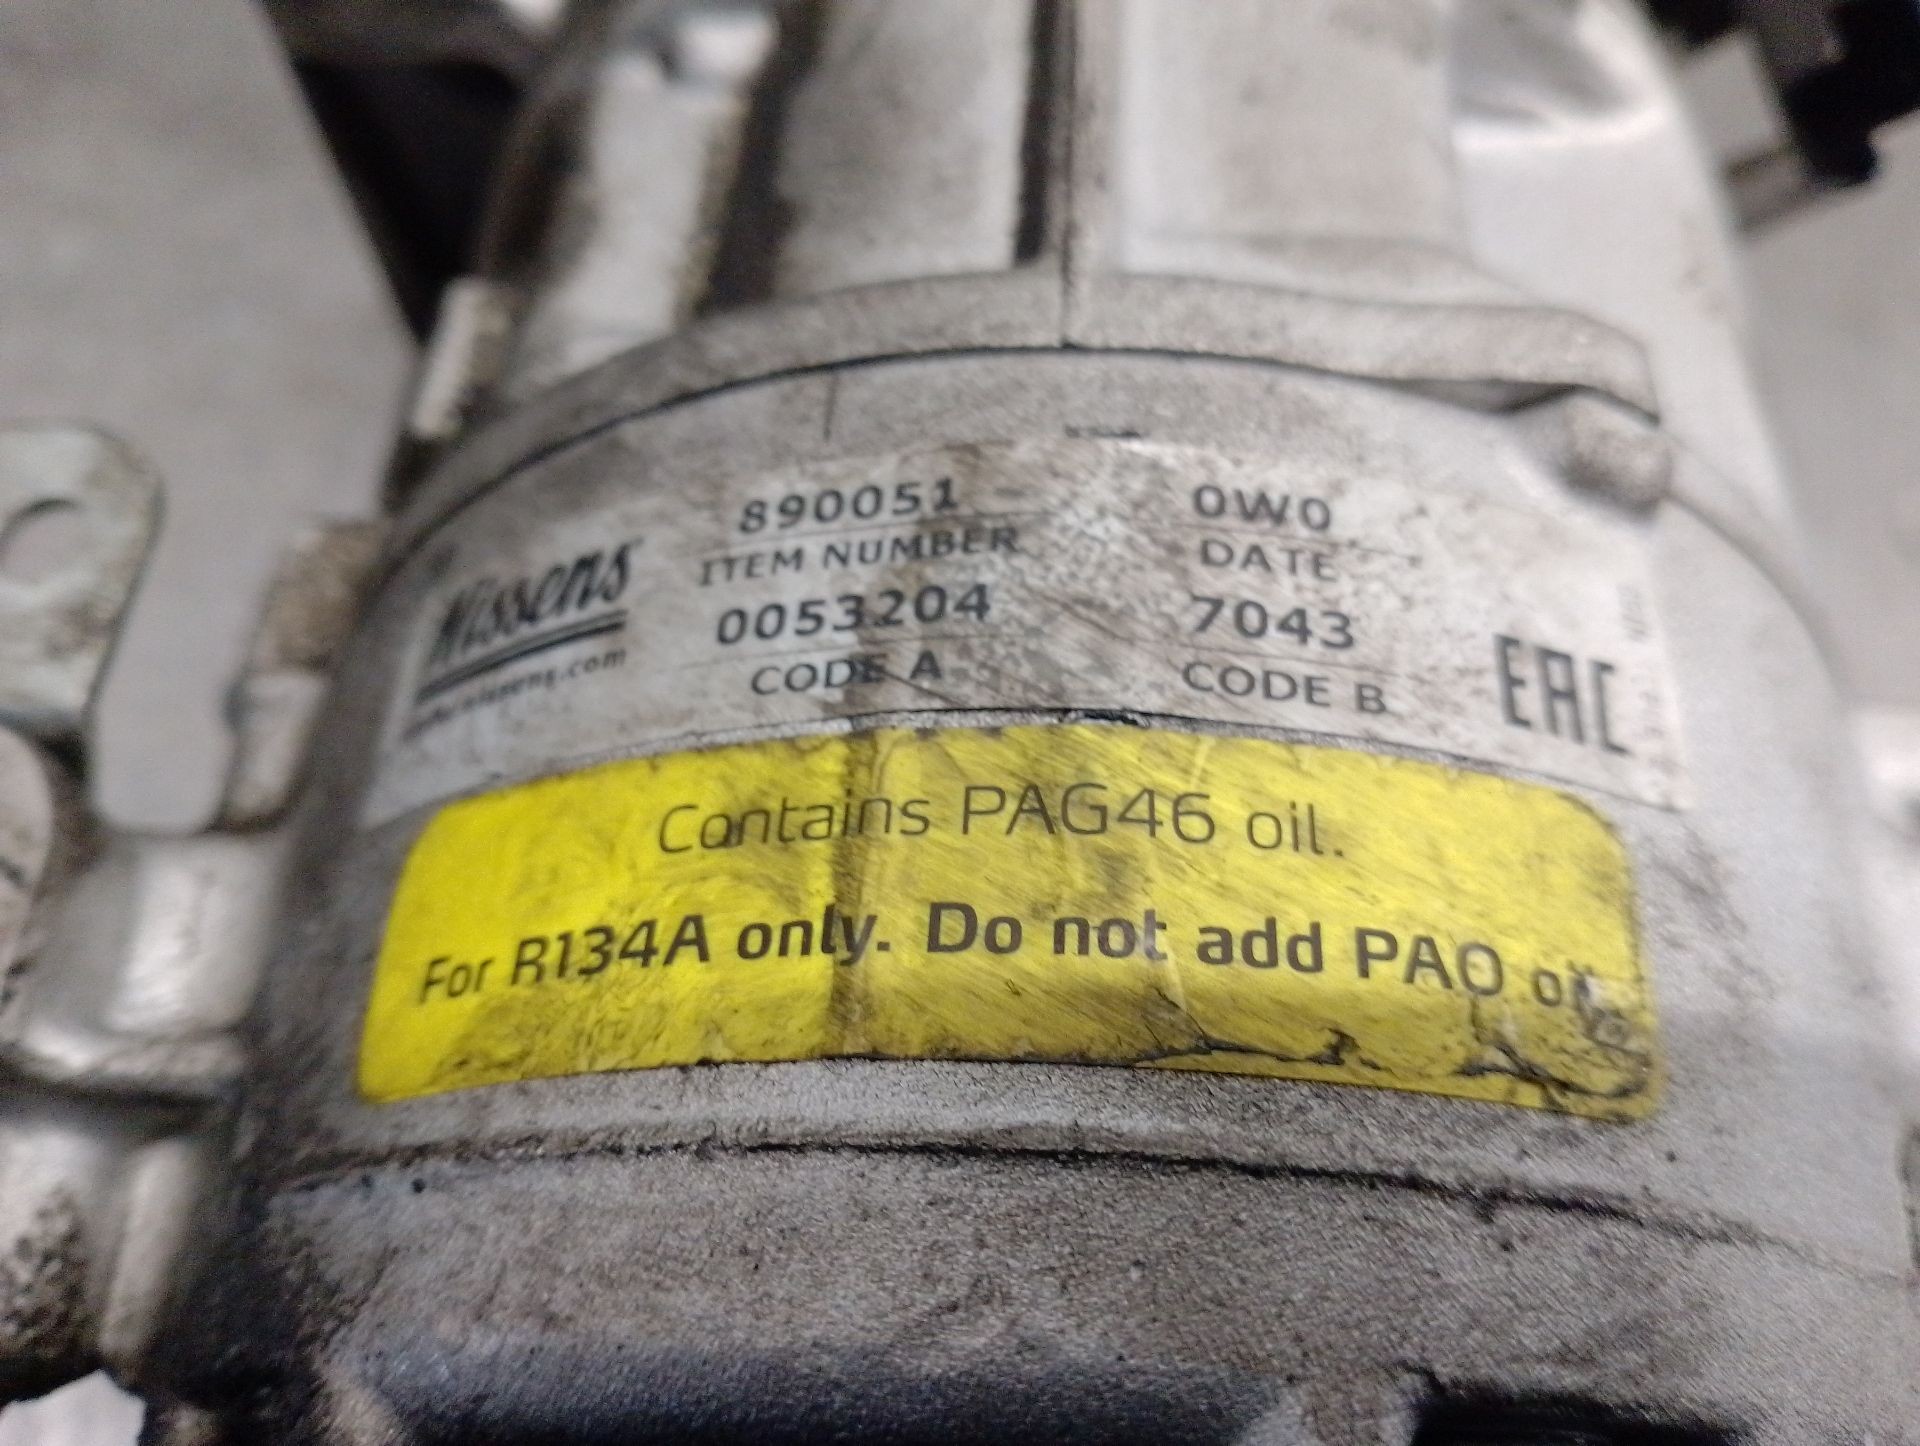 Nissens
890051 0W0
ITEM NUMBER DATE
0053204 7043
CODE A CODE B
EAC
Contains PAG46 oil.
For R134A only. Do not add PAO